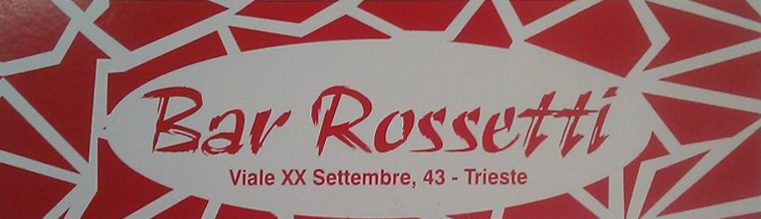 Bar Rossetti
Viale XX Settembre, 43 - Trieste